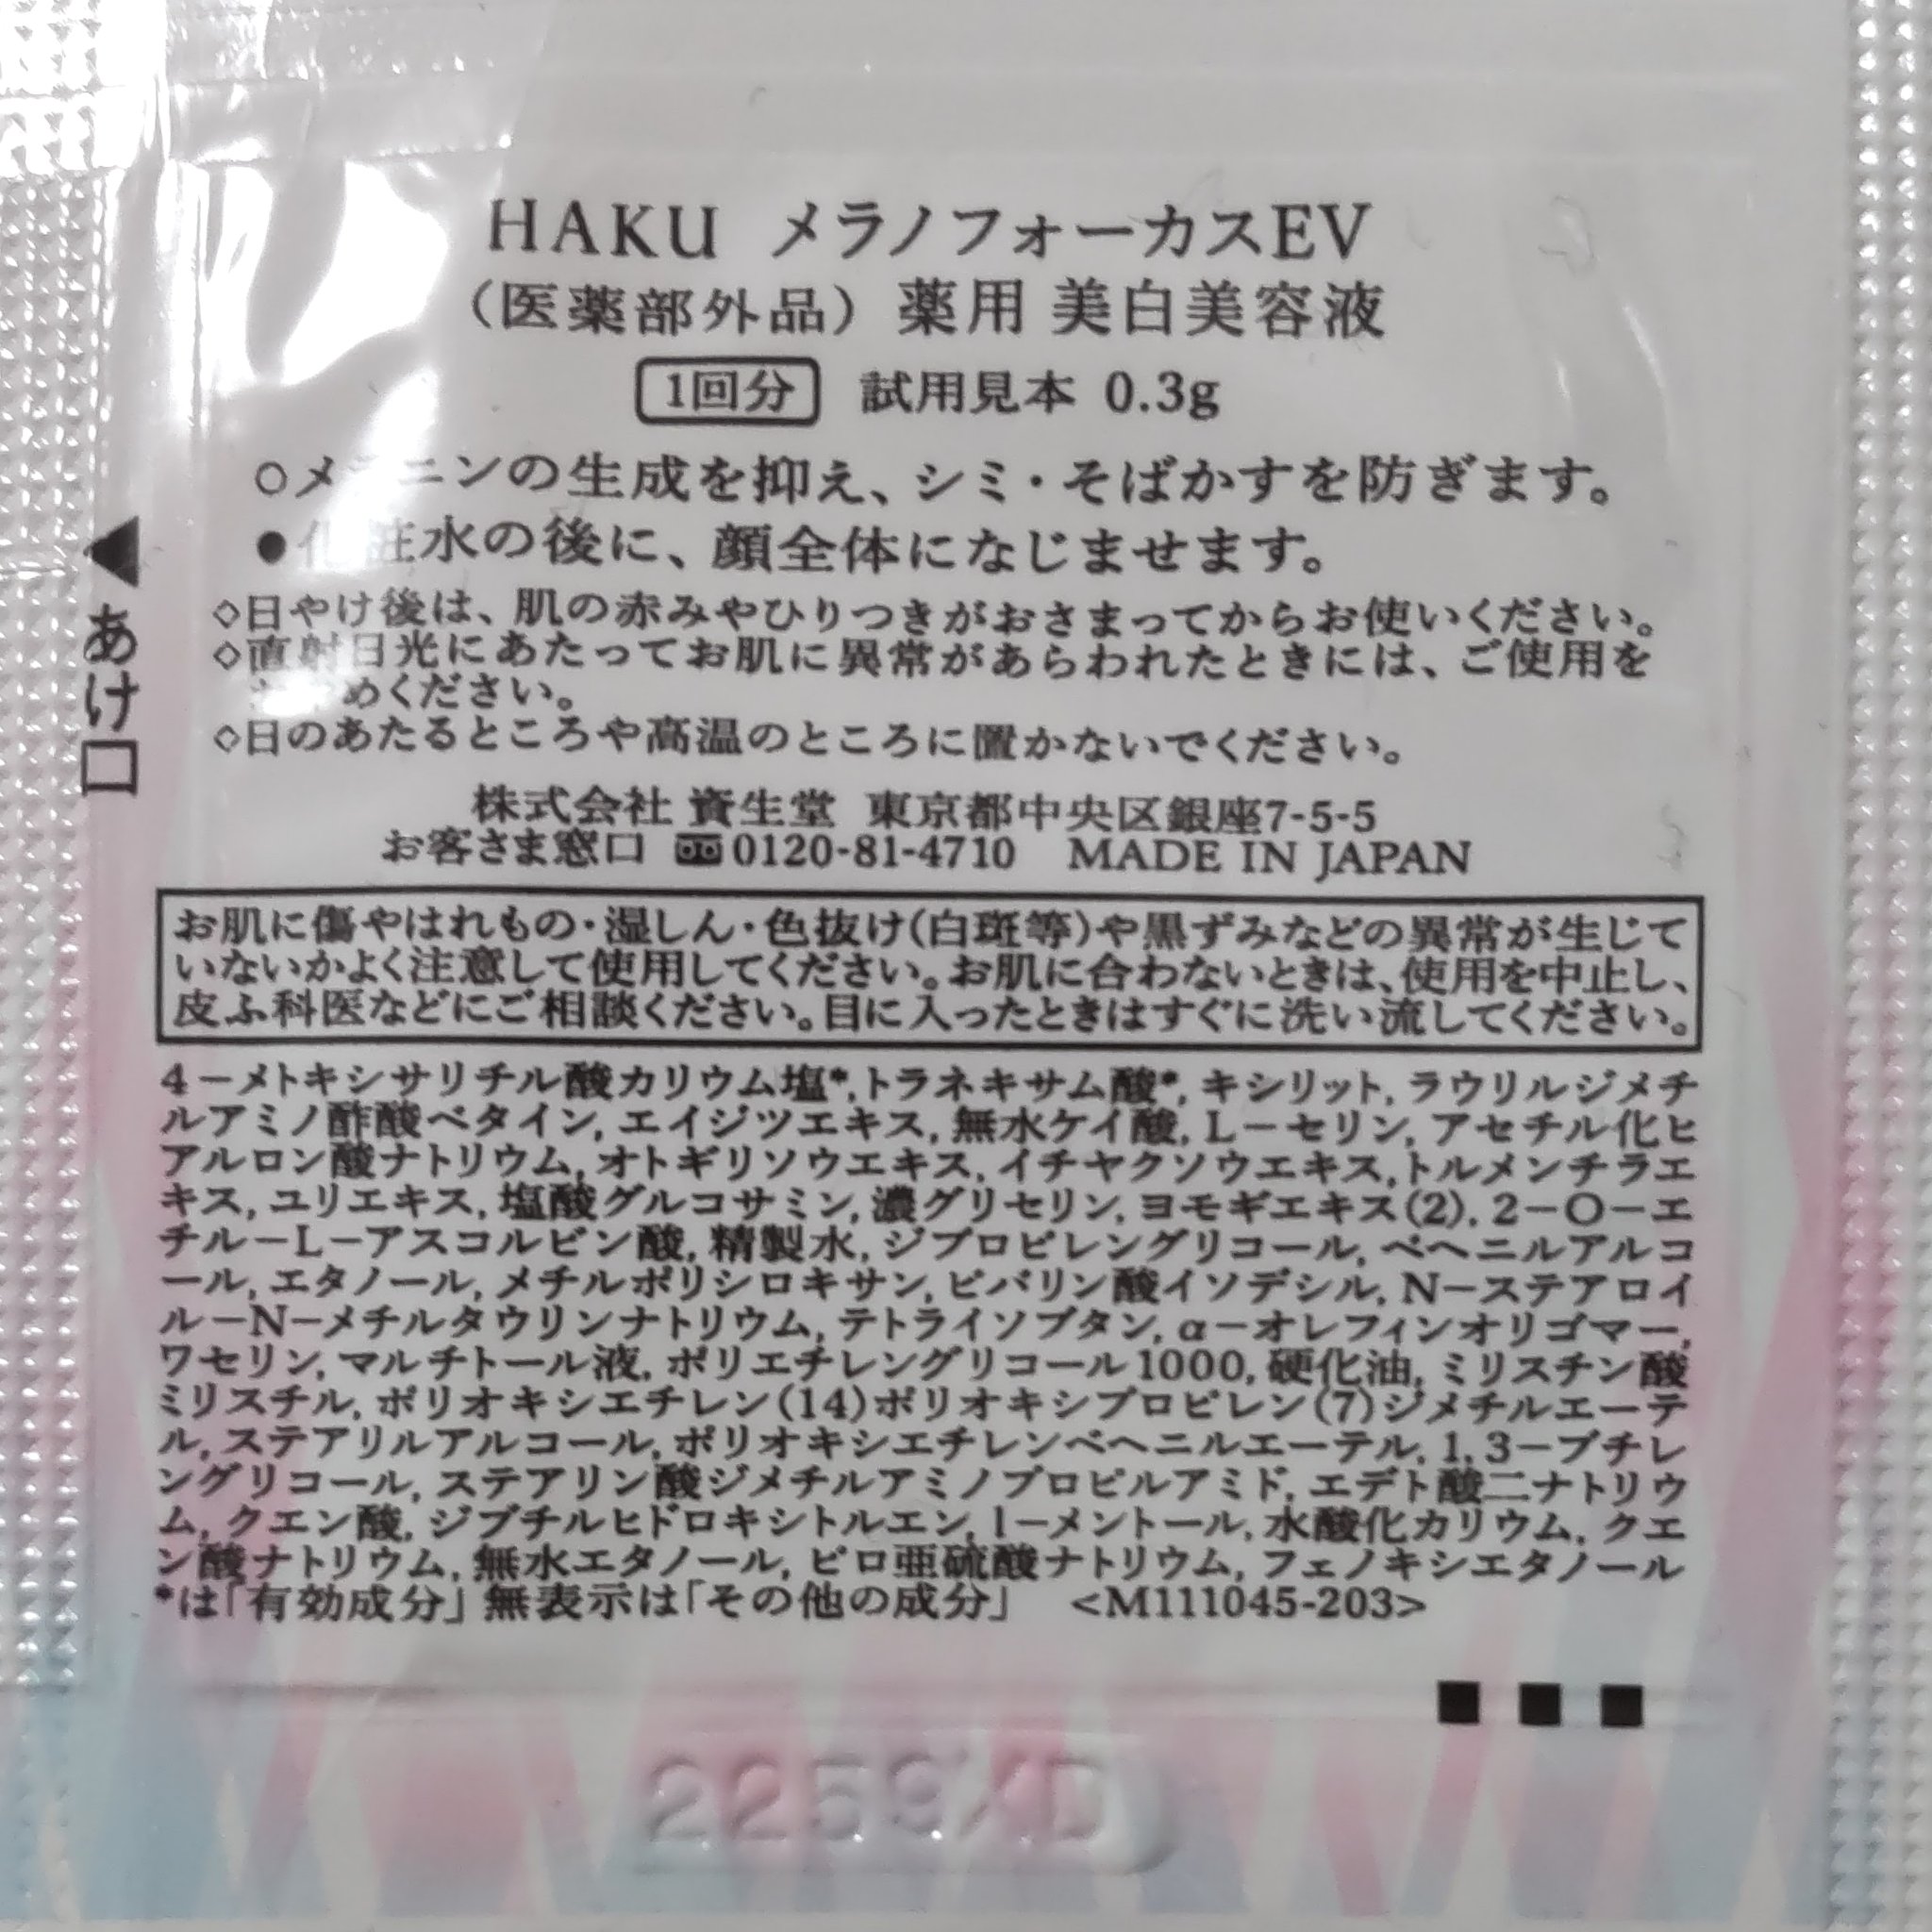 HAKU メラノフォーカスEV
(医薬部外品) 薬用 美白美容液
1回分 試用見本 0.3g
○メラニンの生成を抑え、シミ・そばかすを防ぎます。
●化粧水の後に、顔全体になじませます。
◇日やけ後は、肌の赤みやひりつきがおさまってからお使いください。
◇直射日光にあたってお肌に異常があらわれたときには、ご使用を
おやめください。
◇日のあたるところや高温のところに置かないでください。
◀あけ口
株式会社 資生堂 東京都中央区銀座7-5-5
お客さま窓口 0120-81-4710 MADE IN JAPAN
お肌に傷やはれもの・湿しん・色抜け(白斑等)や黒ずみなどの異常が生じて
いないかよく注意して使用してください。お肌に合わないときは、使用を中止し、
皮ふ科医などにご相談ください。目に入ったときはすぐに洗い流してください。
4−メトキシサリチル酸カリウム塩*,トラネキサム酸*, キシリット, ラウリルジメチ
ルアミノ酢酸ベタイン, エイジツエキス, 無水ケイ酸, L−セリン, アセチル化ヒ
アルロン酸ナトリウム, オトギリソウエキス, イチヤクソウエキス,トルメンチラエ
キス, ユリエキス, 塩酸グルコサミン, 濃グリセリン, ヨモギエキス(2), 2−O−エ
チル−L−アスコルビン酸, 精製水, ジプロピレングリコール, ベヘニルアルコ
ール, エタノール, メチルポリシロキサン, ピバリン酸イソデシル, N−ステアロイ
ル−N−メチルタウリンナトリウム, テトライソブタン, α−オレフィンオリゴマー,
ワセリン, マルチトール液, ポリエチレングリコール1000, 硬化油, ミリスチン酸
ミリスチル, ポリオキシエチレン(14)ポリオキシプロピレン(7)ジメチルエーテ
ル, ステアリルアルコール, ポリオキシエチレンベヘニルエーテル, 1, 3−ブチレ
ングリコール, ステアリン酸ジメチルアミノプロピルアミド, エデト酸二ナトリウ
ム, クエン酸, ジブチルヒドロキシトルエン, l−メントール, 水酸化カリウム, クエ
ン酸ナトリウム, 無水エタノール, ピロ亜硫酸ナトリウム, フェノキシエタノール
*は「有効成分」無表示は「その他の成分」 <M111045-203>